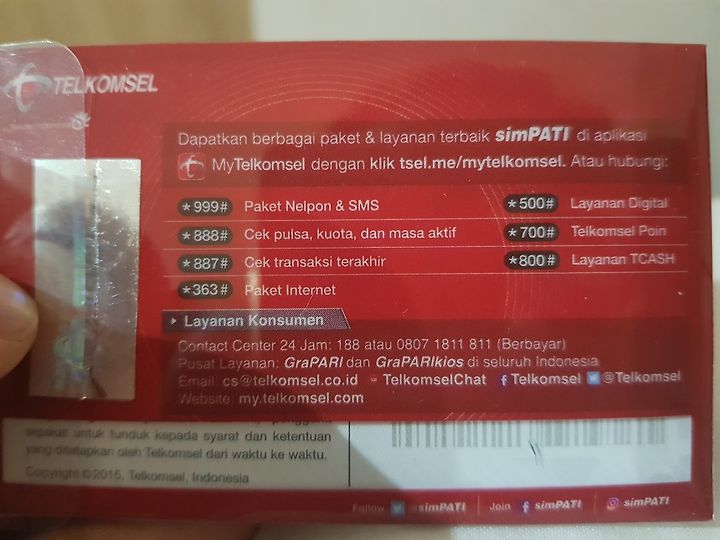 TELKOMSEL
Dapatkan berbagai paket & layanan terbaik simPATI di aplikasi
MyTelkomsel dengan klik tsel.me/mytelkomsel. Atau hubungi:
*999# Paket Nelpon & SMS
*888# Cek pulsa, kuota, dan masa aktif
*887# Cek transaksi terakhir
*363# Paket Internet
*500# Layanan Digital
*700# Telkomsel Poin
*800# Layanan TCASH
Layanan Konsumen
Contact Center 24 Jam: 188 atau 0807 1811 811 (Berbayar)
Pusat Layanan: GraPARI dan GraPARIkios di seluruh Indonesia
Email: cs@telkomsel.co.id TelkomselChat Telkomsel @Telkomsel
Website: my.telkomsel.com
sepakat untuk tunduk kepada syarat dan ketentuan
yang ditetapkan oleh Telkomsel dari waktu ke waktu.
Copyright ©2015, Telkomsel, Indonesia
Follow @simPATI Join simPATI simPATI